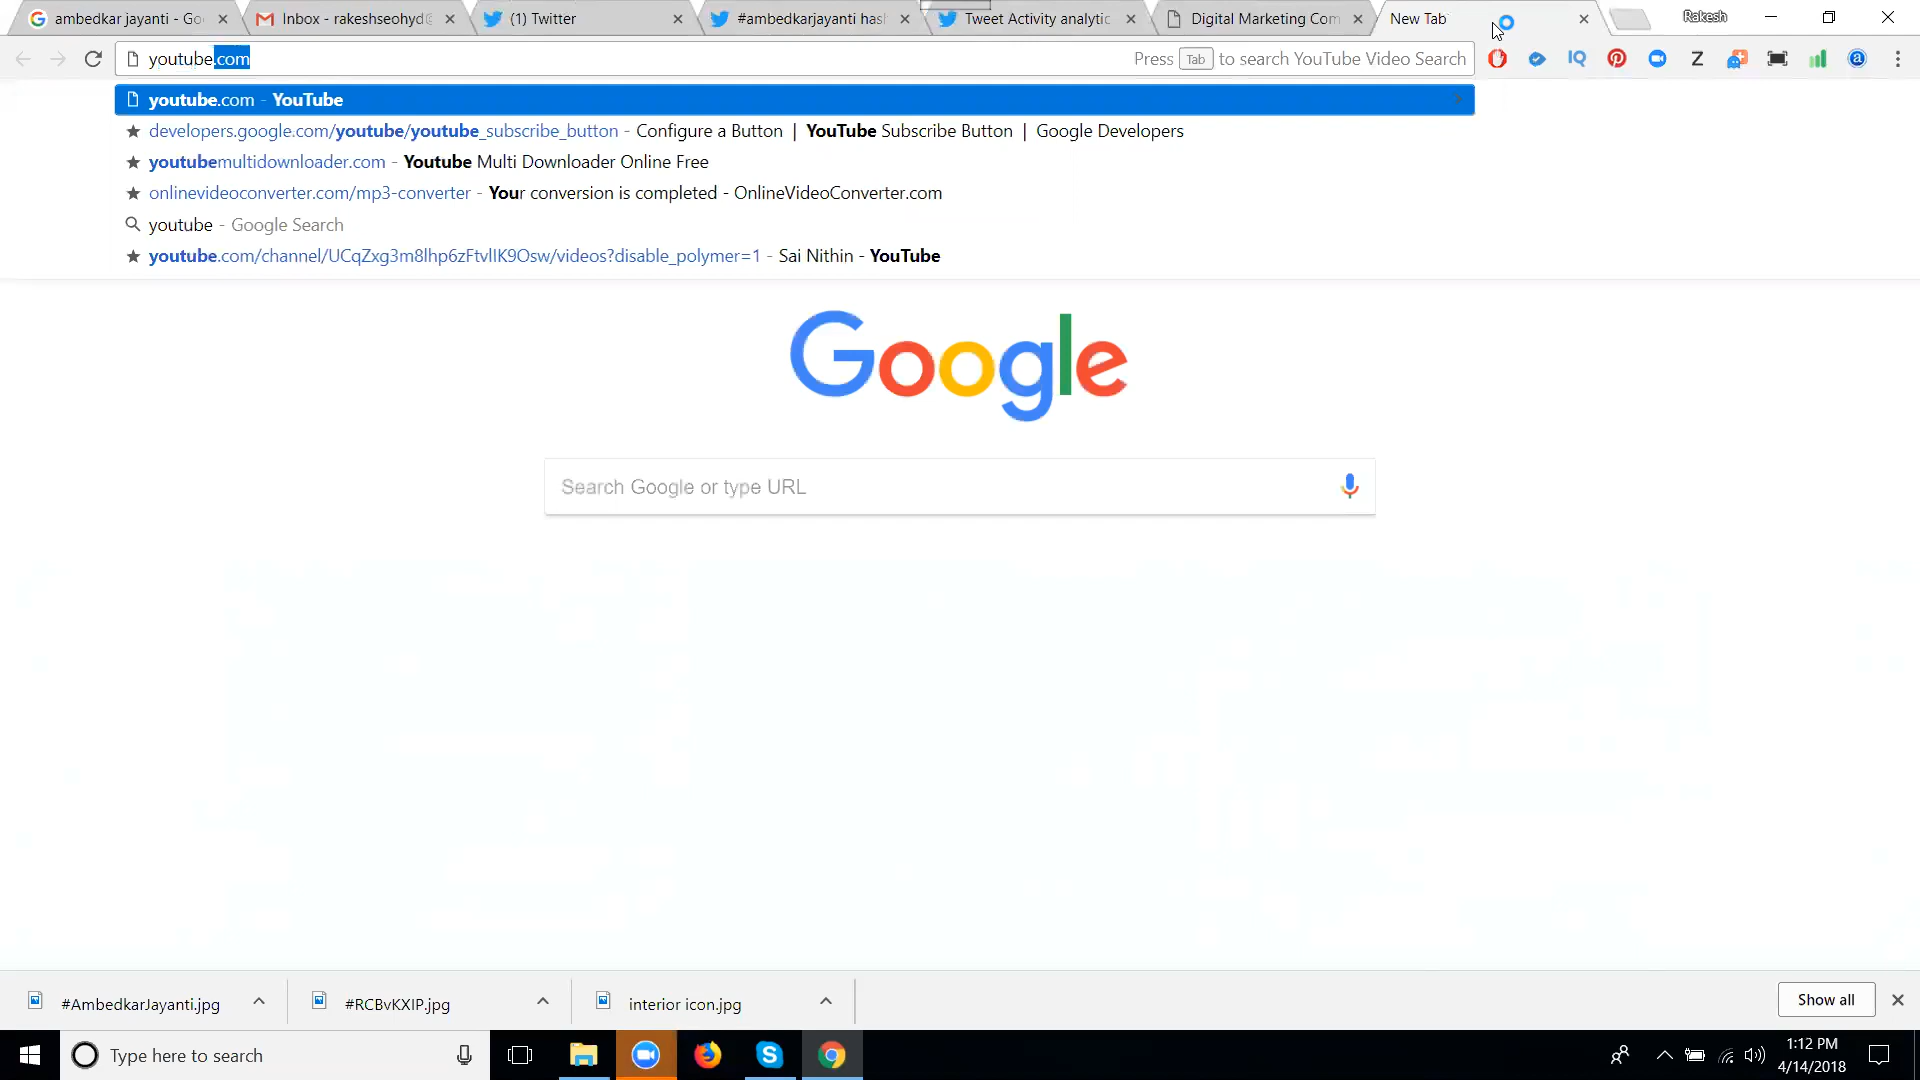 ambedkar jayanti - Go
Inbox - rakeshseohyd@
(1) Twitter
#ambedkarjayanti hash
Tweet Activity analytic
Digital Marketing Com
New Tab
Rakesh
youtube.com
Press Tab to search YouTube Video Search
youtube.com - YouTube
developers.google.com/youtube/youtube_subscribe_button - Configure a Button | YouTube Subscribe Button | Google Developers
youtubemultidownloader.com - Youtube Multi Downloader Online Free
onlinevideoconverter.com/mp3-converter - Your conversion is completed - OnlineVideoConverter.com
youtube - Google Search
youtube.com/channel/UCqZxg3m8lhp6zFtvlIK9Osw/videos?disable_polymer=1 - Sai Nithin - YouTube
Google
Search Google or type URL
#AmbedkarJayanti.jpg
#RCBvKXIP.jpg
interior icon.jpg
Show all
Type here to search
1:12 PM
4/14/2018